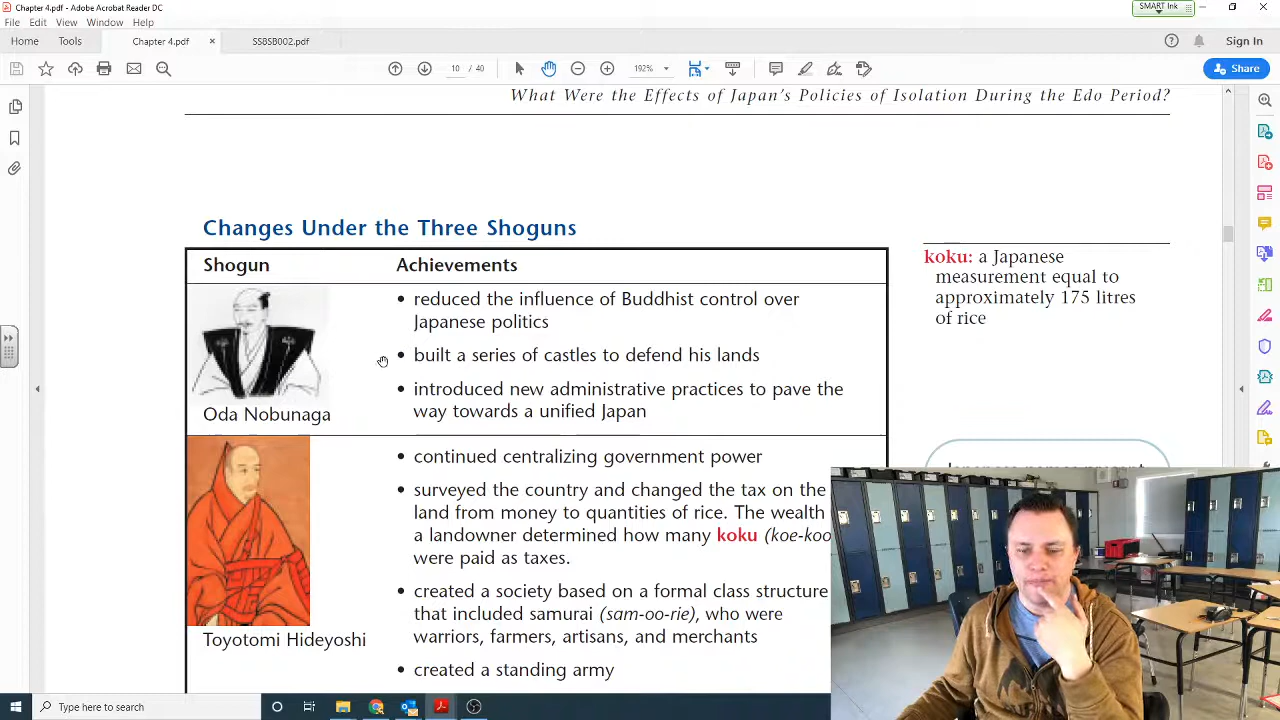 Chapter 4.pdf - Adobe Acrobat Reader DC
SMART Ink
File Edit View Window Help
Home Tools Chapter 4.pdf × SSBSB002.pdf Sign In
10 / 40 192% Share
What Were the Effects of Japan's Policies of Isolation During the Edo Period?
Changes Under the Three Shoguns
Shogun Achievements
• reduced the influence of Buddhist control over
Japanese politics
• built a series of castles to defend his lands
• introduced new administrative practices to pave the
way towards a unified Japan
Oda Nobunaga
• continued centralizing government power
• surveyed the country and changed the tax on the
land from money to quantities of rice. The wealth
a landowner determined how many koku (koe-koo
were paid as taxes.
• created a society based on a formal class structure
that included samurai (sam-oo-rie), who were
warriors, farmers, artisans, and merchants
• created a standing army
Toyotomi Hideyoshi
koku: a Japanese
measurement equal to
approximately 175 litres
of rice
Type here to search